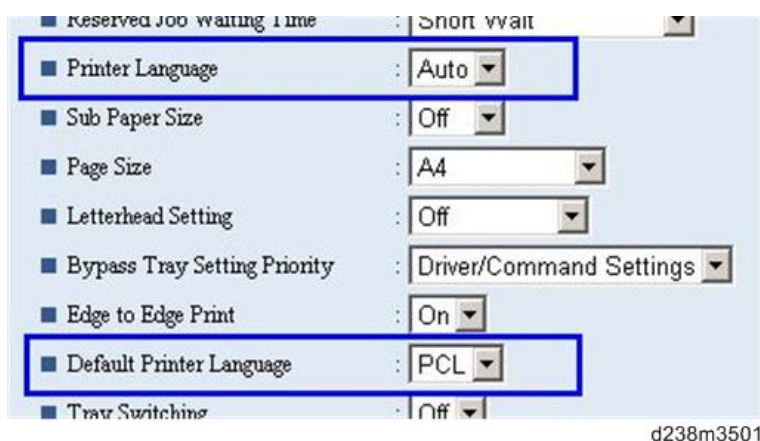 Reserved Job Waiting Time : Short Wait
Printer Language : Auto
Sub Paper Size : Off
Page Size : A4
Letterhead Setting : Off
Bypass Tray Setting Priority : Driver/Command Settings
Edge to Edge Print : On
Default Printer Language : PCL
Tray Switching : Off
d238m3501